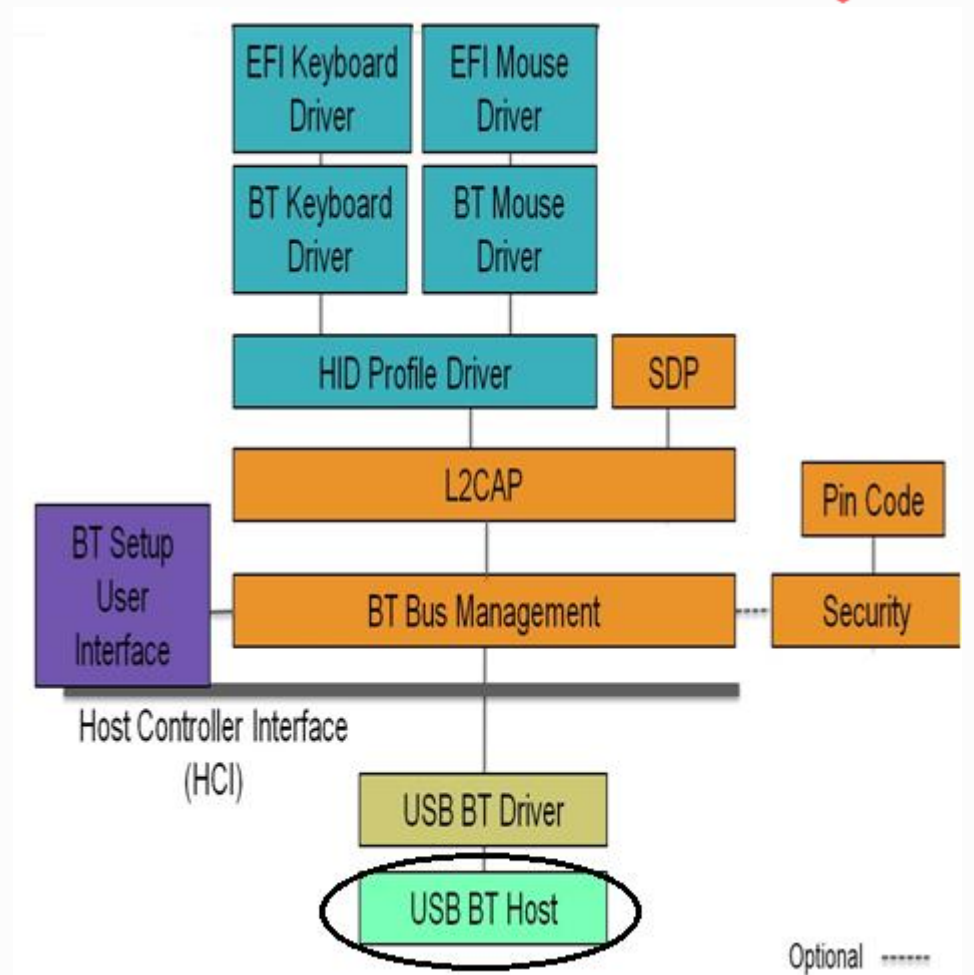 EFI Keyboard
Driver
EFI Mouse
Driver
BT Keyboard
Driver
BT Mouse
Driver
HID Profile Driver
SDP
L2CAP
Pin Code
BT Setup
User
Interface
BT Bus Management
Security
Host Controller Interface
(HCI)
USB BT Driver
USB BT Host
Optional ------